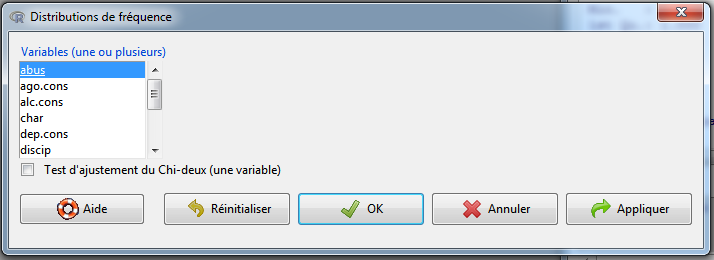 Distributions de fréquence
Variables (une ou plusieurs)
abus
ago.cons
alc.cons
char
dep.cons
discip
Test d'ajustement du Chi-deux (une variable)
Aide Réinitialiser OK Annuler Appliquer